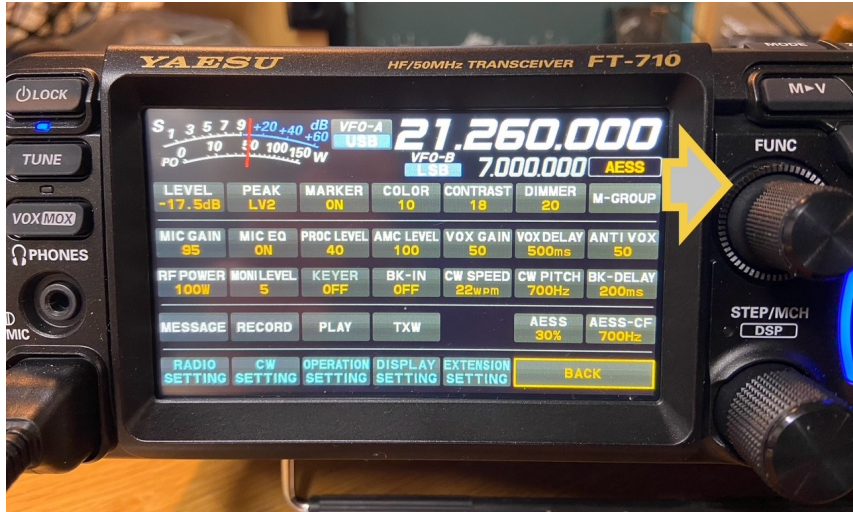 YAESU
HF/50MHz TRANSCEIVER FT-710
MODE
LOCK
M▶V
S 1 3 5 7 9 +20 +40 +60 dB
VFO-A
USB
21.260.000
PO 0 10 50 100 150 W
VFO-B
LSB
7.000.000
AESS
TUNE
FUNC
LEVEL PEAK MARKER COLOR CONTRAST DIMMER M-GROUP
-17.5dB LV2 ON 10 18 20
VOX MOX
MIC GAIN MIC EQ PROC LEVEL AMC LEVEL VOX GAIN VOX DELAY ANTI VOX
95 ON 40 100 50 500ms 50
PHONES
RF POWER MONI LEVEL KEYER BK-IN CW SPEED CW PITCH BK-DELAY
100W 5 OFF OFF 22wpm 700Hz 200ms
MIC
STEP/MCH
DSP
MESSAGE RECORD PLAY TXW AESS AESS-CF
30% 700Hz
RADIO CW OPERATION DISPLAY EXTENSION
SETTING SETTING SETTING SETTING SETTING
BACK